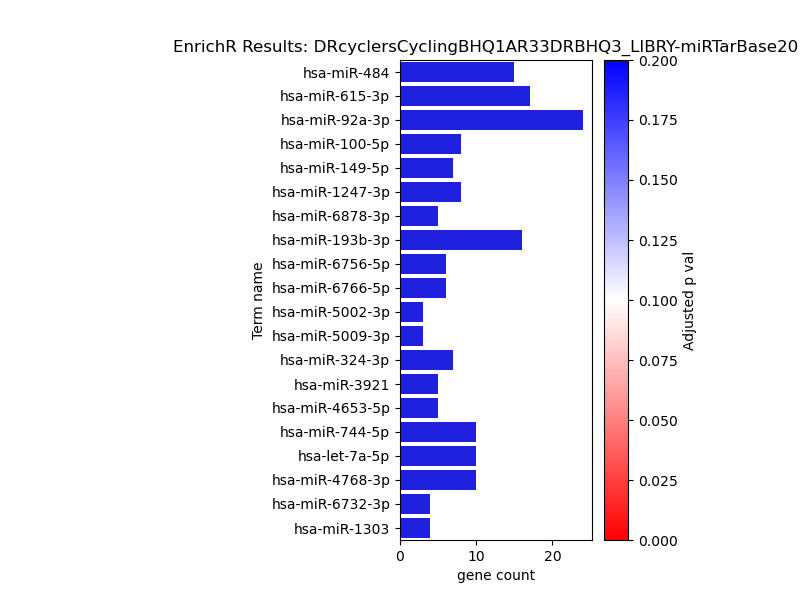 EnrichR Results: DRcyclersCyclingBHQ1AR33DRBHQ3_LIBRY-miRTarBase20
hsa-miR-484
hsa-miR-615-3p
hsa-miR-92a-3p
hsa-miR-100-5p
hsa-miR-149-5p
hsa-miR-1247-3p
hsa-miR-6878-3p
hsa-miR-193b-3p
hsa-miR-6756-5p
hsa-miR-6766-5p
hsa-miR-5002-3p
hsa-miR-5009-3p
hsa-miR-324-3p
hsa-miR-3921
hsa-miR-4653-5p
hsa-miR-744-5p
hsa-let-7a-5p
hsa-miR-4768-3p
hsa-miR-6732-3p
hsa-miR-1303
Term name
0 10 20
gene count
0.200
0.175
0.150
0.125
0.100
0.075
0.050
0.025
0.000
Adjusted p val